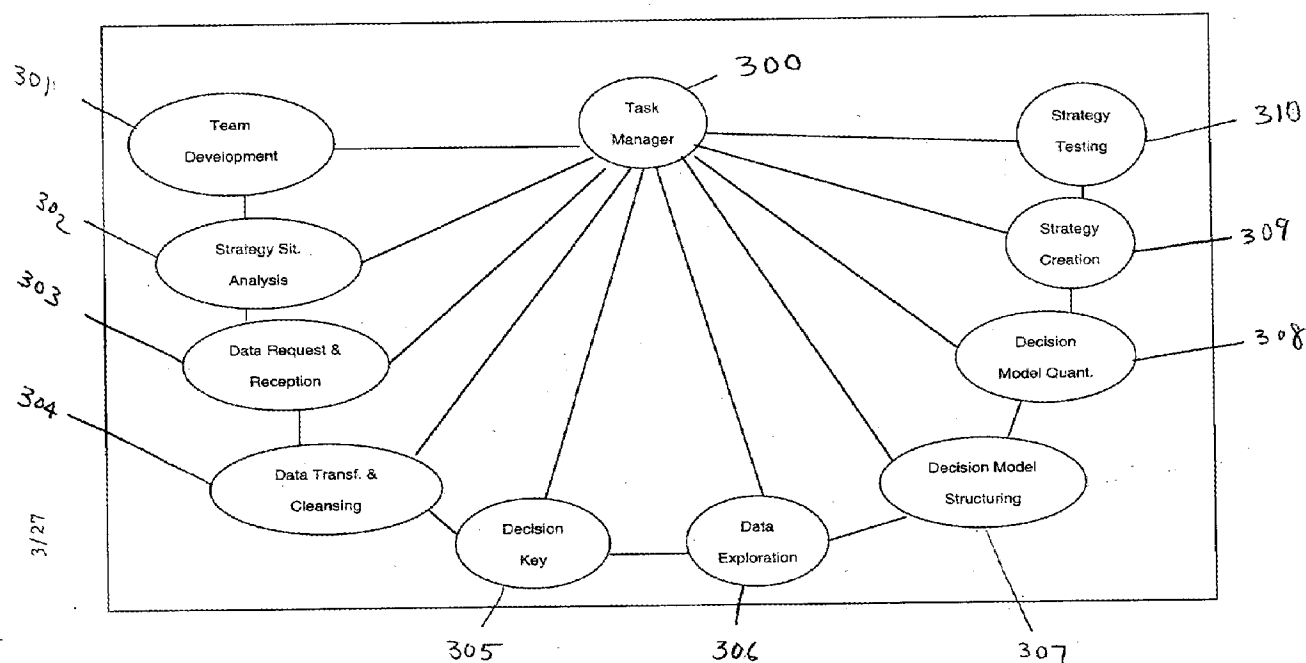 300
Task
Manager
301
Team
Development
302
Strategy Sit.
Analysis
303
Data Request &
Reception
304
Data Transf. &
Cleansing
305
Decision
Key
306
Data
Exploration
307
Decision Model
Structuring
308
Decision
Model Quant.
309
Strategy
Creation
310
Strategy
Testing
3/27